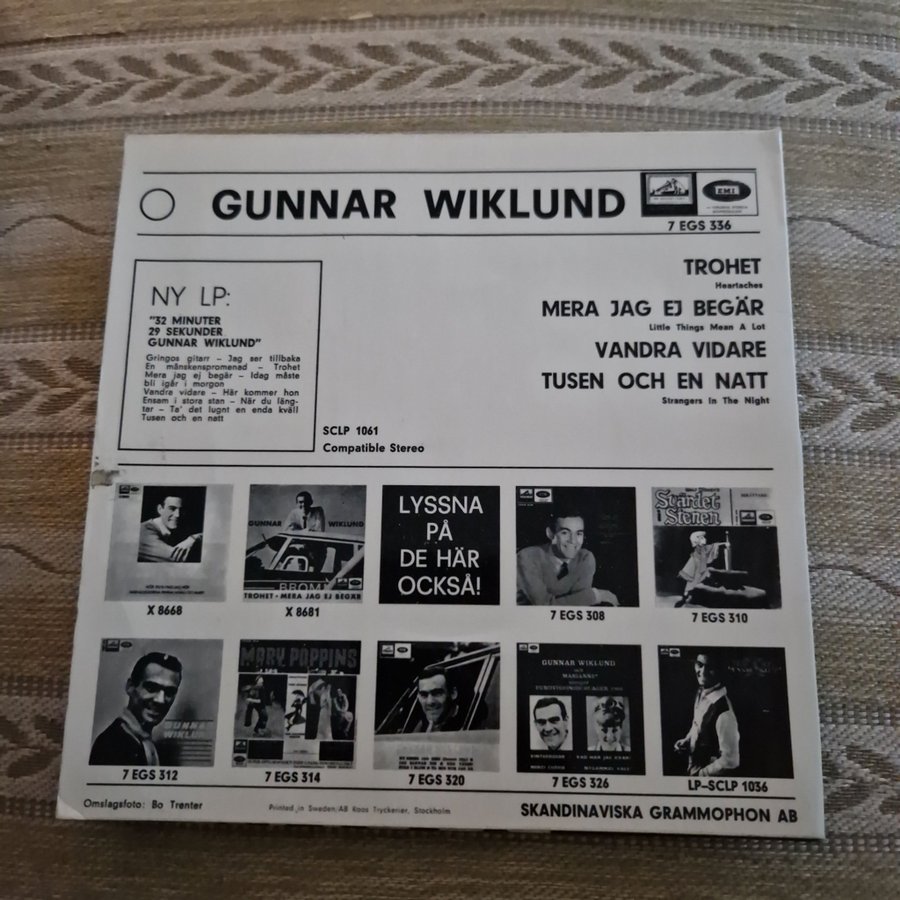 GUNNAR WIKLUND
EMI
7 EGS 336
TROHET
Heartaches
MERA JAG EJ BEGÄR
Little Things Mean A Lot
VANDRA VIDARE
TUSEN OCH EN NATT
Strangers In The Night
NY LP:
"32 MINUTER
29 SEKUNDER
GUNNAR WIKLUND"
Gringos gitarr – Jag ser tillbaka
En månskenspromenad – Trohet
Mera jag ej begär – Idag måste
bli igår i morgon
Vandra vidare – Här kommer hon
Ensam i stora stan – När du läng-
tar – Ta' det lugnt en enda kväll
Tusen och en natt
SCLP 1061
Compatible Stereo
GUNNAR WIKLUND
TROHET · MERA JAG EJ BEGÄR
LYSSNA
PÅ
DE HÄR
OCKSÅ!
Svärdet
i Stenen
X 8668
X 8681
7 EGS 308
7 EGS 310
GUNNAR
WIKLUND
MARY POPPINS
GUNNAR WIKLUND
7 EGS 312
7 EGS 314
7 EGS 320
7 EGS 326
LP–SCLP 1036
Omslagsfoto: Bo Trenter
Printed in Sweden/AB Koos Tryckerier, Stockholm
SKANDINAVISKA GRAMMOPHON AB